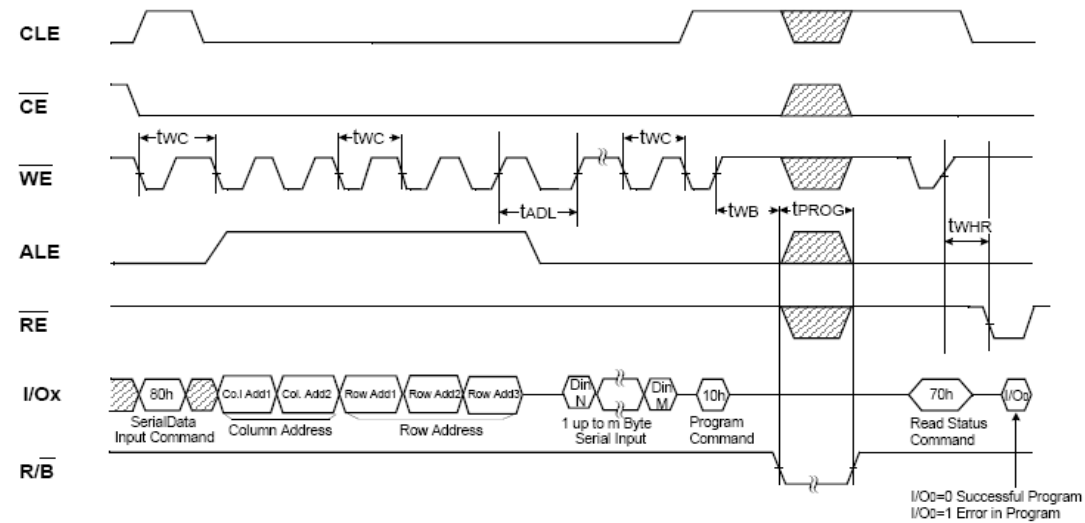 CLE
CE
tWC
tWC
tWC
WE
tADL
tWB
tPROG
tWHR
ALE
RE
I/Ox
80h
Co.l Add1
Col. Add2
Row Add1
Row Add2
Row Add3
Din
N
Din
M
10h
70h
I/O0
SerialData
Input Command
Column Address
Row Address
1 up to m Byte
Serial Input
Program
Command
Read Status
Command
R/B
I/O0=0 Successful Program
I/O0=1 Error in Program